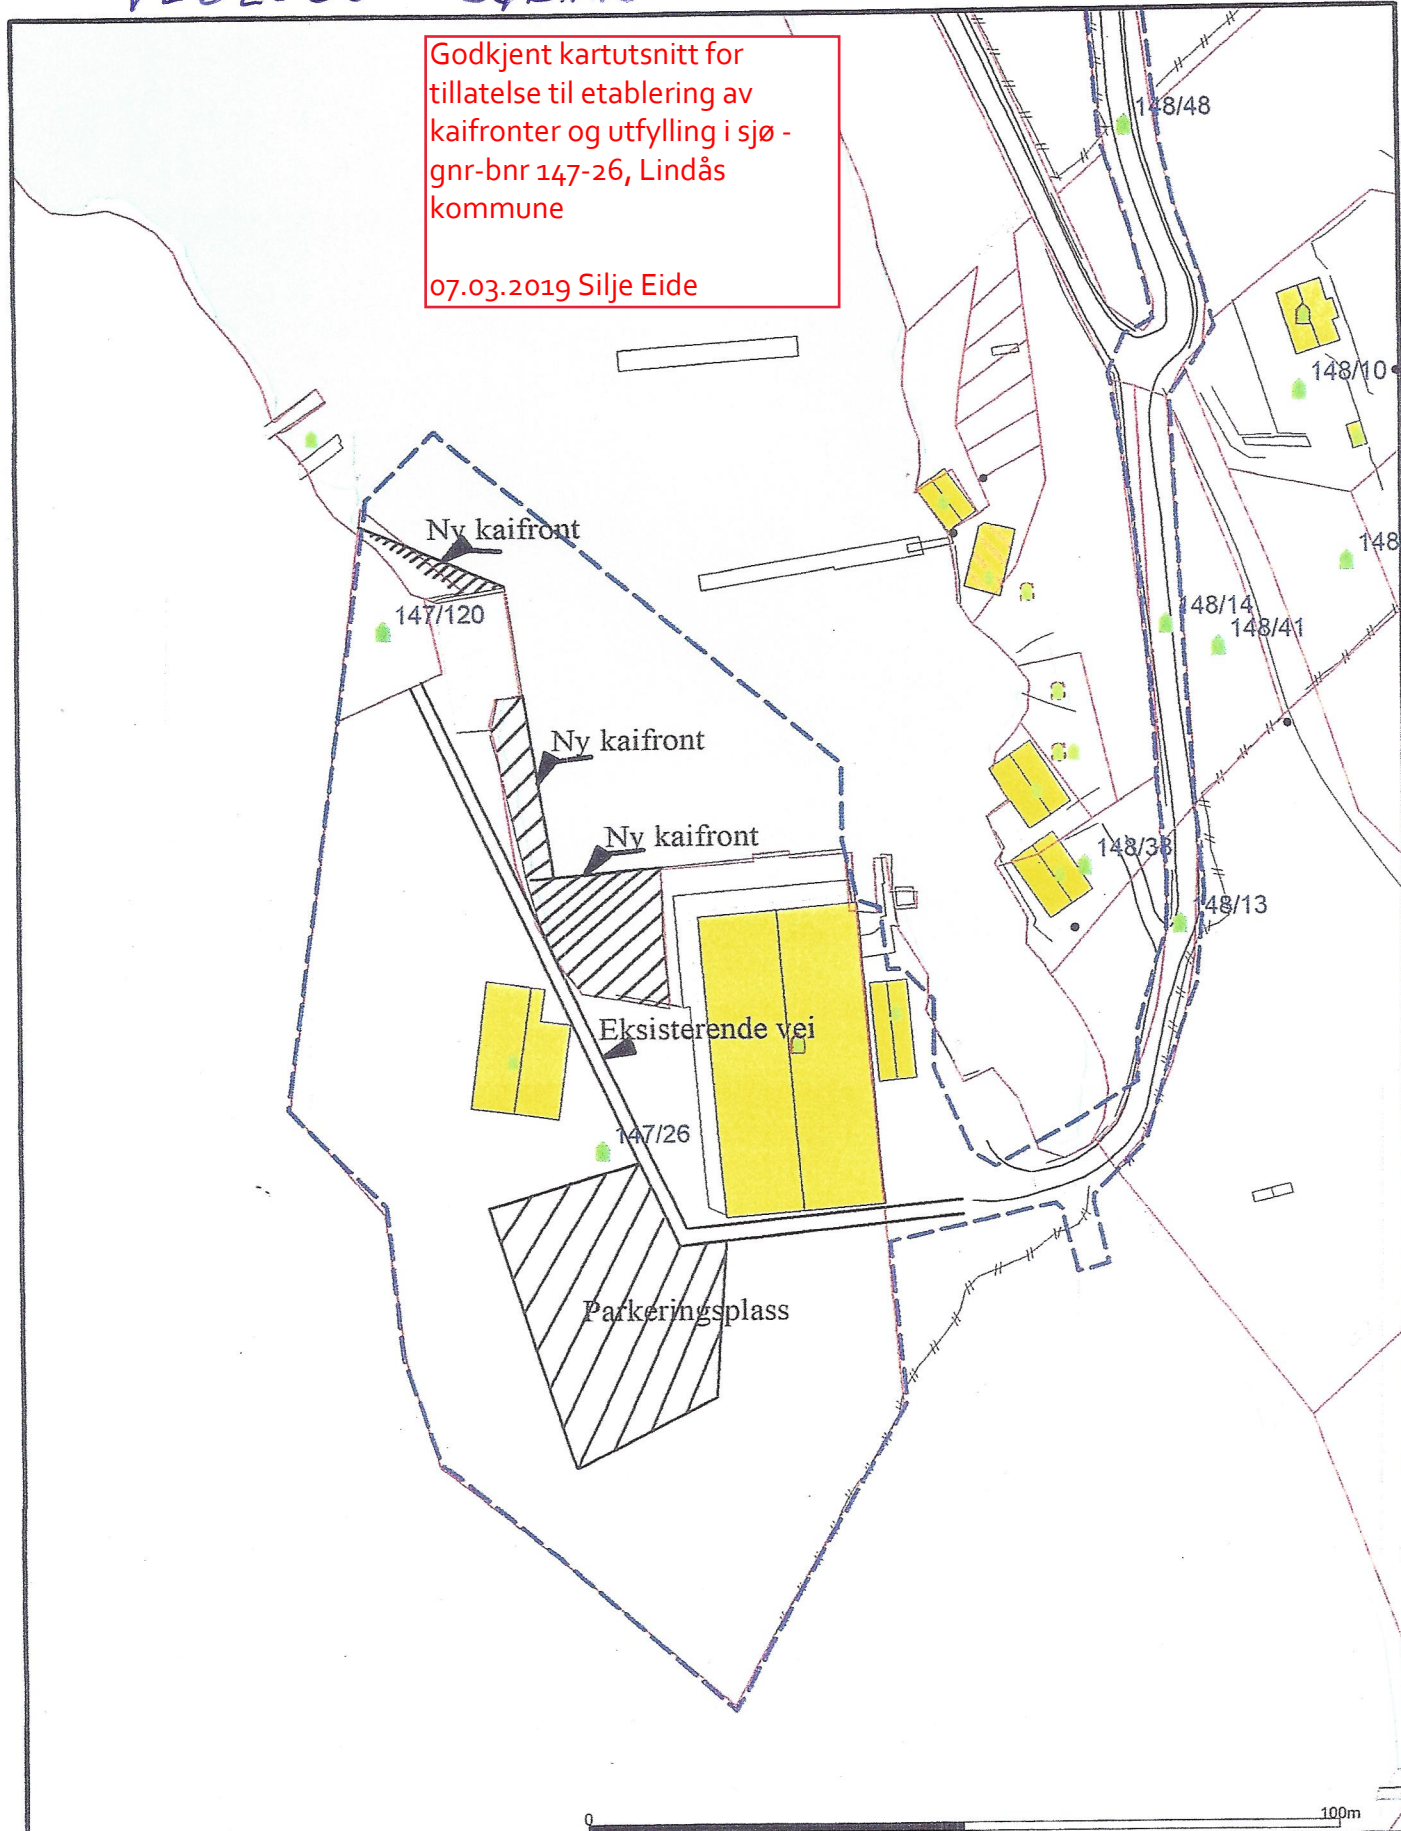 Godkjent kartutsnitt for
tillatelse til etablering av
kaifronter og utfylling i sjø -
gnr-bnr 147-26, Lindås
kommune
07.03.2019 Silje Eide
148/48
148/10
Ny kaifront
148
147/120
148/14
148/41
Ny kaifront
Ny kaifront
148/38
148/13
Eksisterende vei
147/26
Parkeringsplass
0
100m